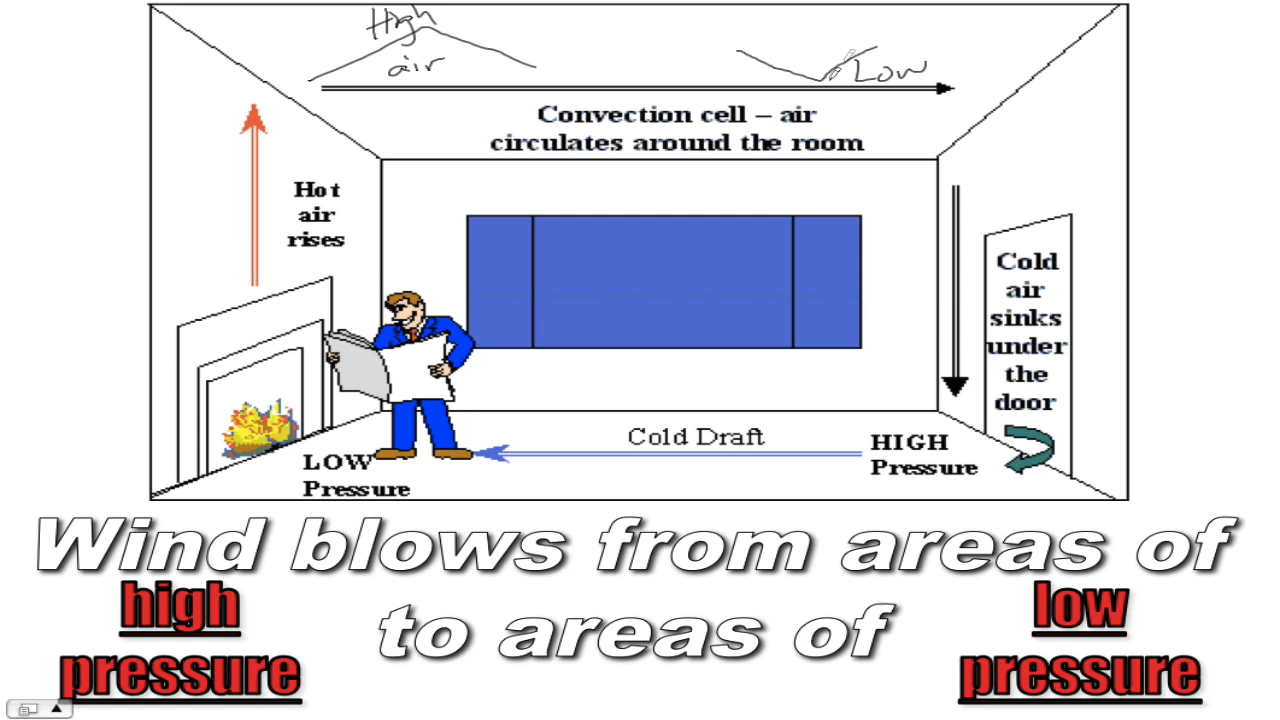 High
air
Low
Convection cell – air
circulates around the room
Hot
air
rises
Cold
air
sinks
under
the
door
Cold Draft
HIGH
Pressure
LOW
Pressure
Wind blows from areas of
high
pressure
to areas of
low
pressure